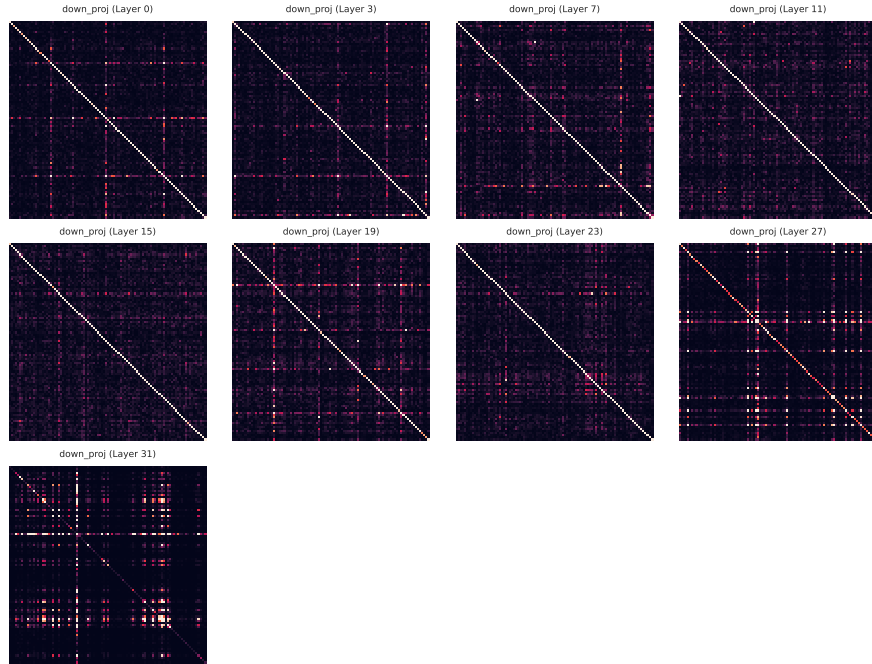 down_proj (Layer 0)
down_proj (Layer 3)
down_proj (Layer 7)
down_proj (Layer 11)
down_proj (Layer 15)
down_proj (Layer 19)
down_proj (Layer 23)
down_proj (Layer 27)
down_proj (Layer 31)